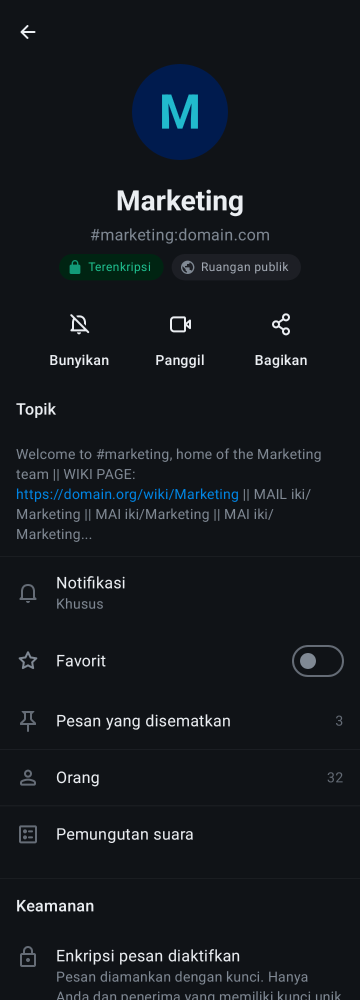 M
Marketing
#marketing:domain.com
Terenkripsi
Ruangan publik
Bunyikan
Panggil
Bagikan
Topik
Welcome to #marketing, home of the Marketing
team || WIKI PAGE:
https://domain.org/wiki/Marketing || MAIL iki/
Marketing || MAI iki/Marketing || MAI iki/
Marketing...
Notifikasi
Khusus
Favorit
Pesan yang disematkan
3
Orang
32
Pemungutan suara
Keamanan
Enkripsi pesan diaktifkan
Pesan diamankan dengan kunci. Hanya
Anda dan penerima yang memiliki kunci unik